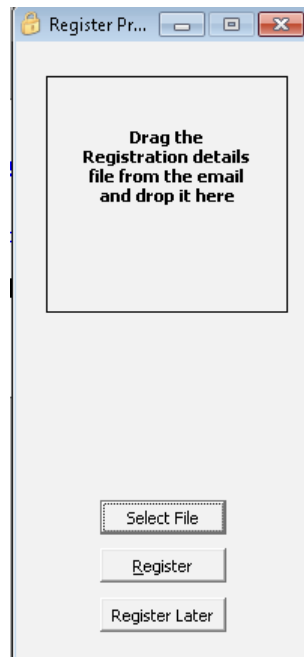 Register Pr...
Drag the
Registration details
file from the email
and drop it here
Select File
Register
Register Later